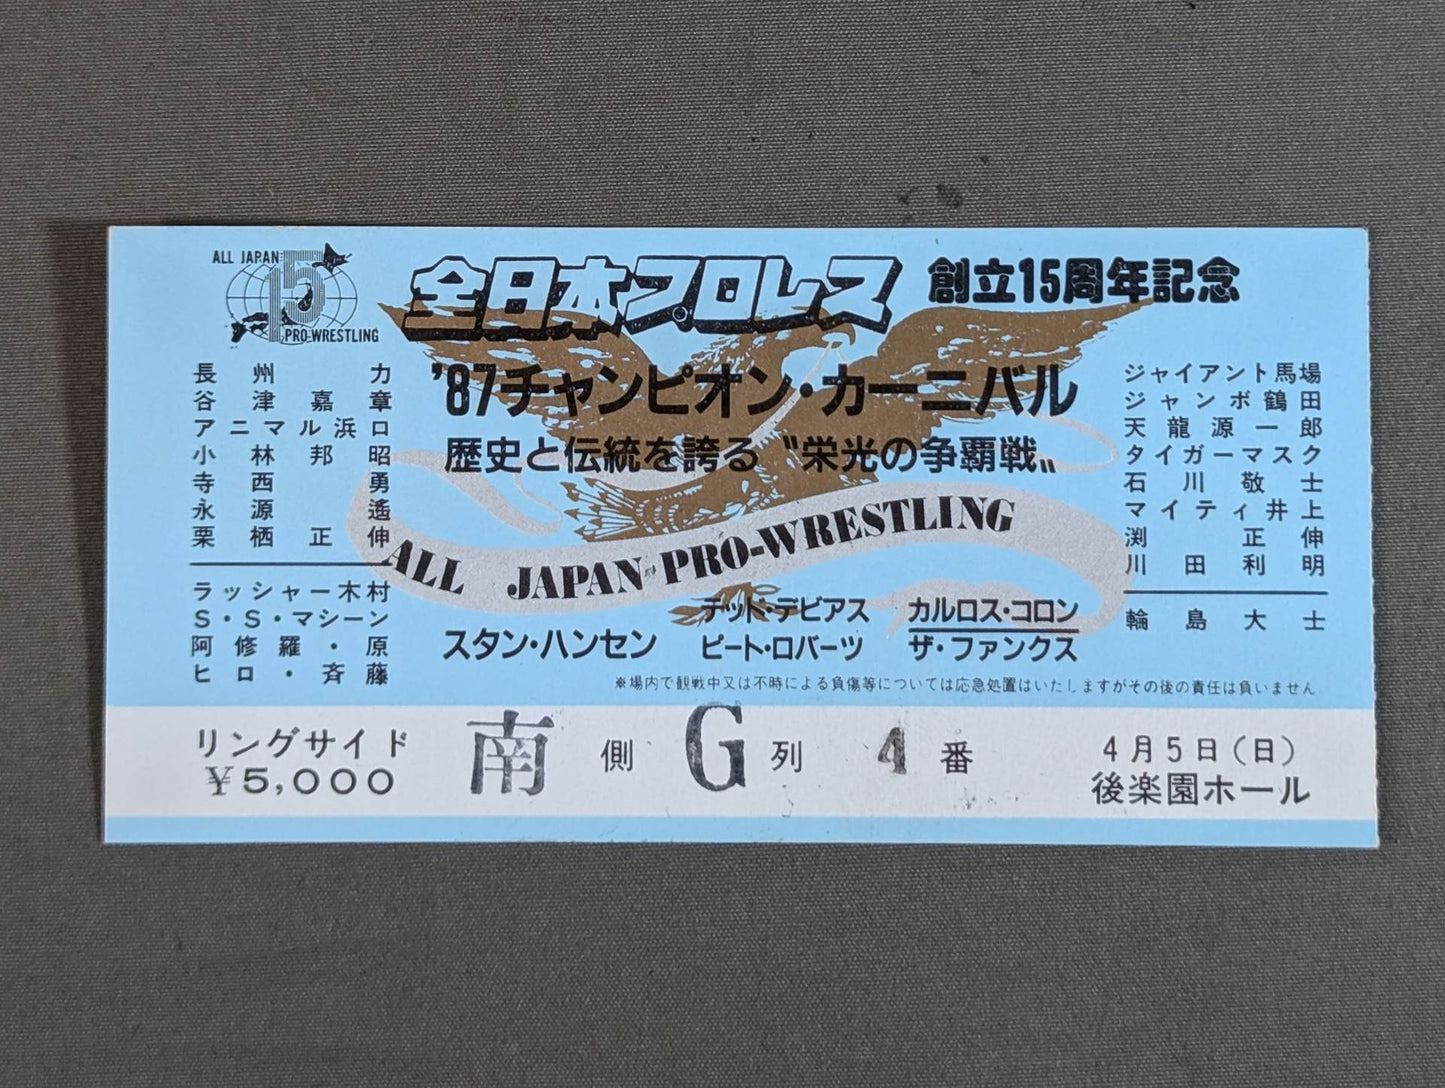 ALL JAPAN
15
PRO-WRESTLING
全日本プロレス 創立15周年記念
'87チャンピオン・カーニバル
歴史と伝統を誇る〝栄光の争覇戦〟
長州力
谷津嘉章
アニマル浜口
小林邦昭
寺西勇
永源遙
栗栖正伸
ラッシャー木村
S・S・マシーン
阿修羅・原
ヒロ・斉藤
ALL JAPAN PRO-WRESTLING
スタン・ハンセン
テッド・デビアス
ピート・ロバーツ
カルロス・コロン
ザ・ファンクス
ジャイアント馬場
ジャンボ鶴田
天龍源一郎
タイガーマスク
石川敬士
マイティ井上
渕正伸
川田利明
輪島大士
※場内で観戦中又は不時による負傷等については応急処置はいたしますがその後の責任は負いません
リングサイド
¥5,000
南側 G列 4番
4月5日(日)
後楽園ホール